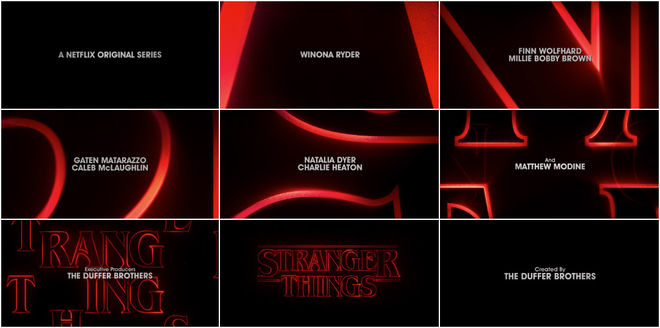 A NETFLIX ORIGINAL SERIES
WINONA RYDER
FINN WOLFHARD
MILLIE BOBBY BROWN
GATEN MATARAZZO
CALEB McLAUGHLIN
NATALIA DYER
CHARLIE HEATON
And
MATTHEW MODINE
T
TRANG
Executive Producers
THE DUFFER BROTHERS
T
ING
H
S
STRANGER
THINGS
Created By
THE DUFFER BROTHERS